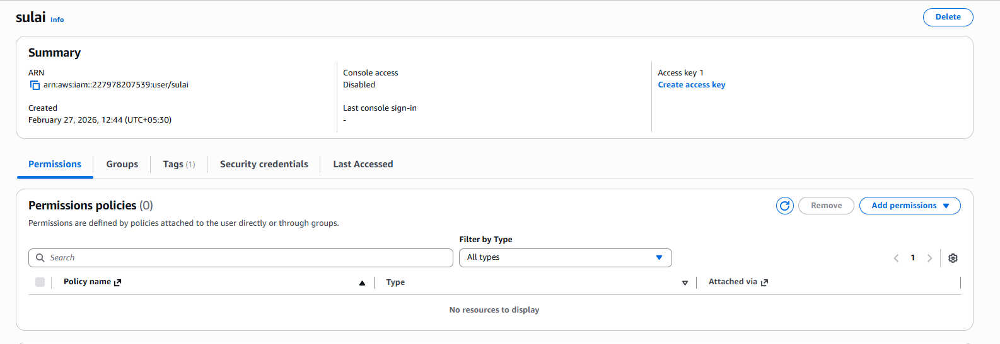 sulai Info
Delete
Summary
ARN
arn:aws:iam::227978207539:user/sulai
Created
February 27, 2026, 12:44 (UTC+05:30)
Console access
Disabled
Last console sign-in
-
Access key 1
Create access key
Permissions
Groups
Tags (1)
Security credentials
Last Accessed
Permissions policies (0)
Remove
Add permissions
Permissions are defined by policies attached to the user directly or through groups.
Filter by Type
Search
All types
1
Policy name
Type
Attached via
No resources to display